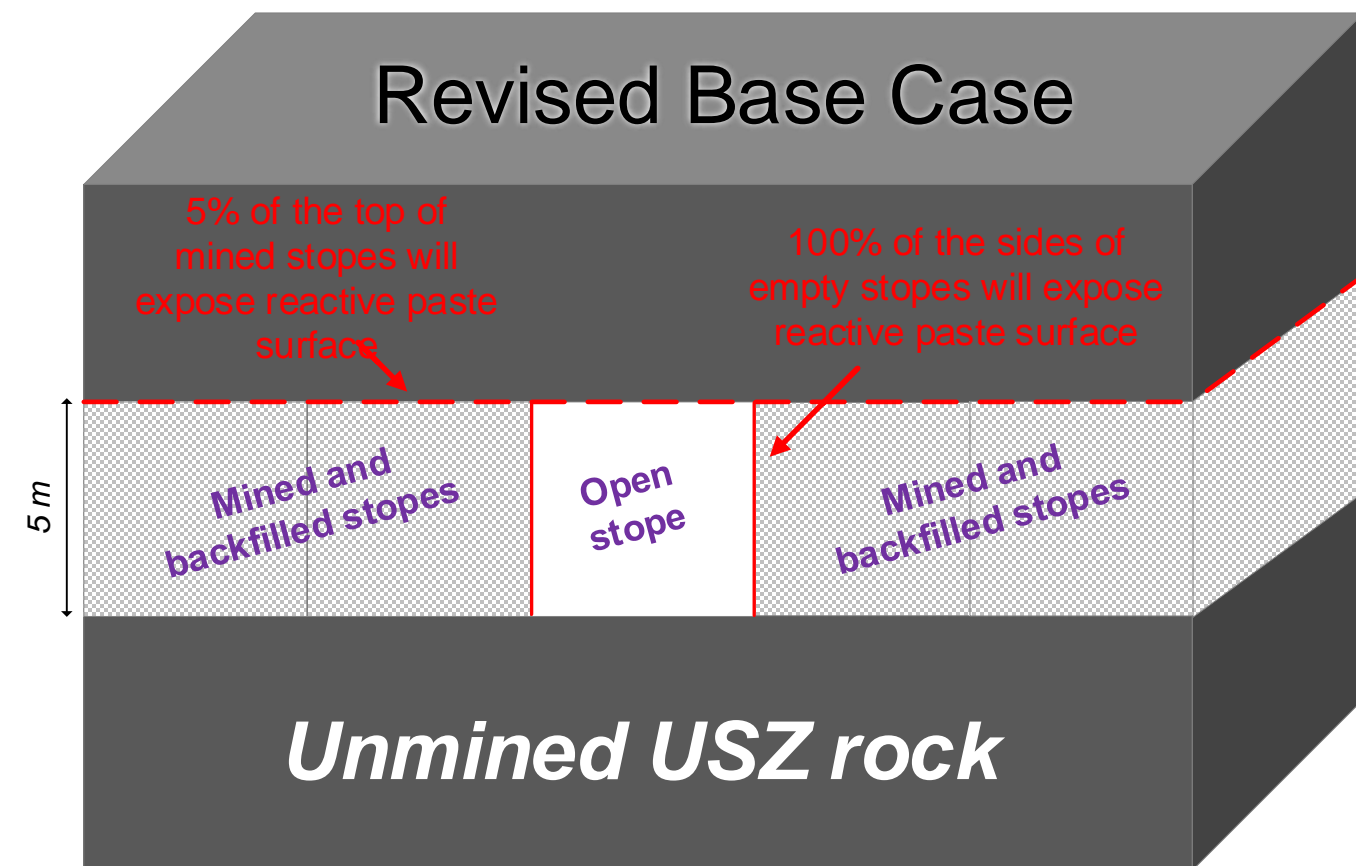 Revised Base Case
5% of the top of
mined stopes will
expose reactive paste
surface
100% of the sides of
empty stopes will expose
reactive paste surface
5 m
Mined and
backfilled stopes
Open
stope
Mined and
backfilled stopes
Unmined USZ rock